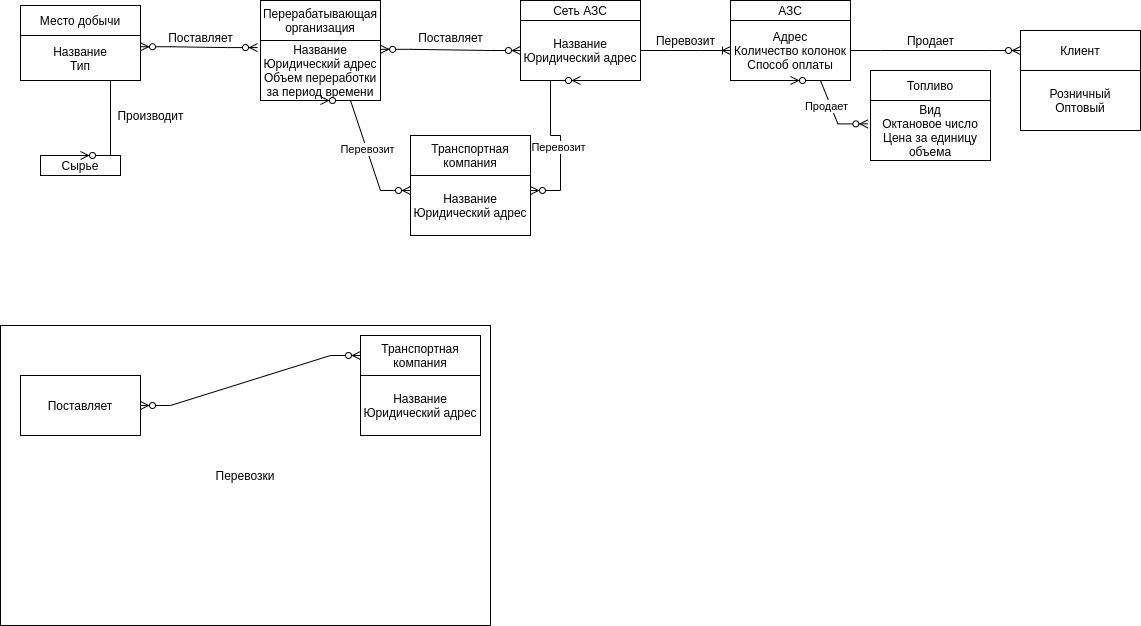 Место добычи
Название
Тип
Поставляет
Перерабатывающая
организация
Название
Юридический адрес
Объем переработки
за период времени
Поставляет
Сеть АЗС
Название
Юридический адрес
Перевозит
АЗС
Адрес
Количество колонок
Способ оплаты
Продает
Клиент
Розничный
Оптовый
Производит
Сырье
Перевозит
Транспортная
компания
Название
Юридический адрес
Перевозит
Продает
Топливо
Вид
Октановое число
Цена за единицу
объема
Поставляет
Транспортная
компания
Название
Юридический адрес
Перевозки